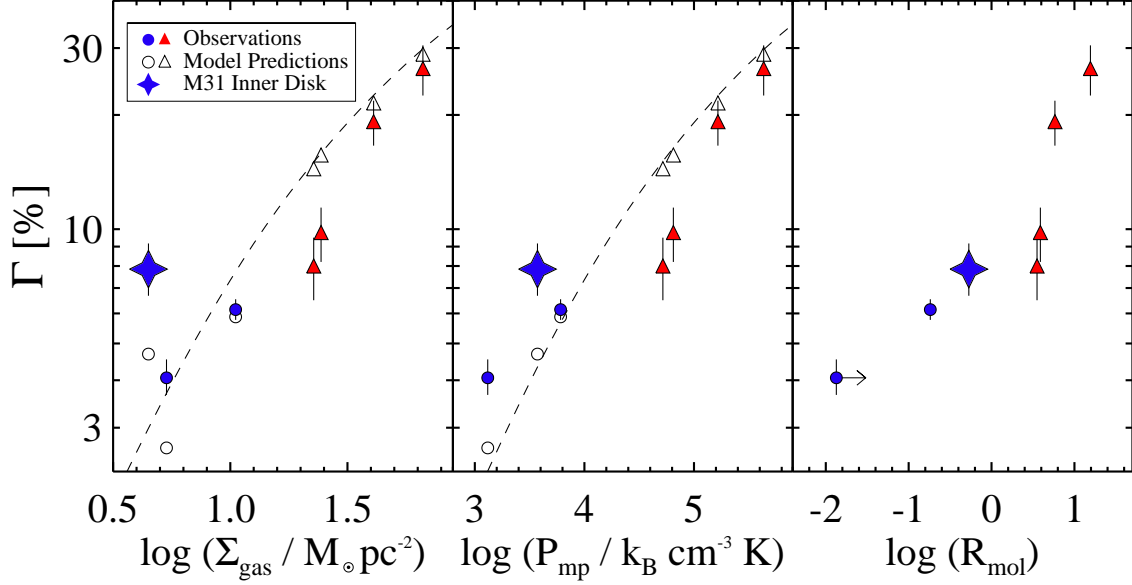 Observations
Model Predictions
M31 Inner Disk
Γ [%]
30
10
3
0.5 1.0 1.5
3 4 5
-2 -1 0 1
log (Σgas / M⊙ pc-2)
log (Pmp / kB cm-3 K)
log (Rmol)